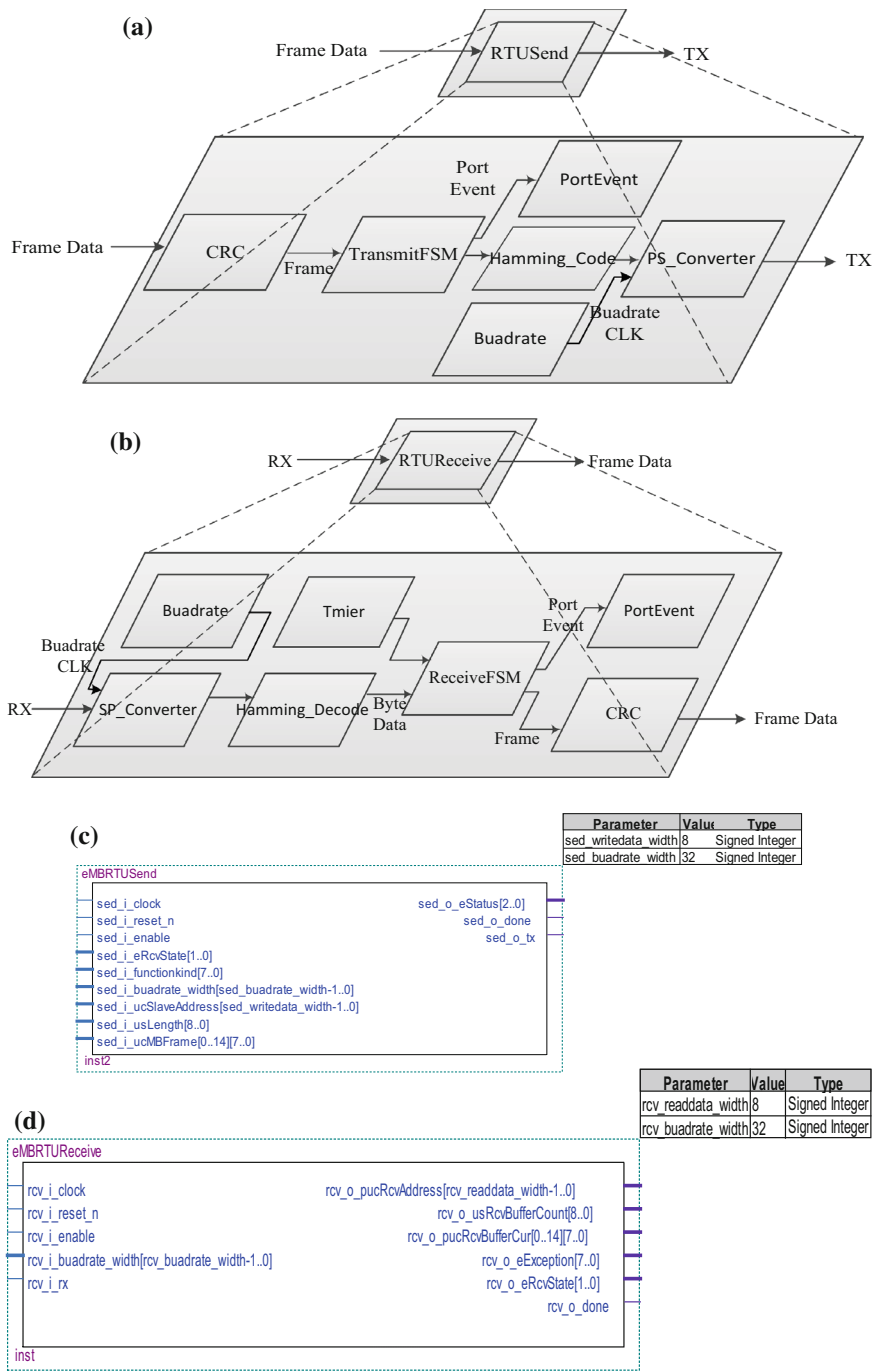 (a)
Frame Data
RTUSend
TX
Port
Event
PortEvent
Frame Data
CRC
Frame
TransmitFSM
Hamming_Code
PS_Converter
TX
Buadrate
Buadrate
CLK
(b)
RX
RTUReceive
Frame Data
Buadrate
Tmier
Port
Event
PortEvent
Buadrate
CLK
ReceiveFSM
RX
SP_Converter
Hamming_Decode
Byte
Data
Frame
CRC
Frame Data
(c)
Parameter Value Type
sed_writedata_width 8 Signed Integer
sed_buadrate_width 32 Signed Integer
eMBRTUSend
sed_i_clock sed_o_eStatus[2..0]
sed_i_reset_n sed_o_done
sed_i_enable sed_o_tx
sed_i_eRcvState[1..0]
sed_i_functionkind[7..0]
sed_i_buadrate_width[sed_buadrate_width-1..0]
sed_i_ucSlaveAddress[sed_writedata_width-1..0]
sed_i_usLength[8..0]
sed_i_ucMBFrame[0..14][7..0]
inst2
(d)
Parameter Value Type
rcv_readdata_width 8 Signed Integer
rcv_buadrate_width 32 Signed Integer
eMBRTUReceive
rcv_i_clock rcv_o_pucRcvAddress[rcv_readdata_width-1..0]
rcv_i_reset_n rcv_o_usRcvBufferCount[8..0]
rcv_i_enable rcv_o_pucRcvBufferCur[0..14][7..0]
rcv_i_buadrate_width[rcv_buadrate_width-1..0] rcv_o_eException[7..0]
rcv_i_rx rcv_o_eRcvState[1..0]
rcv_o_done
inst